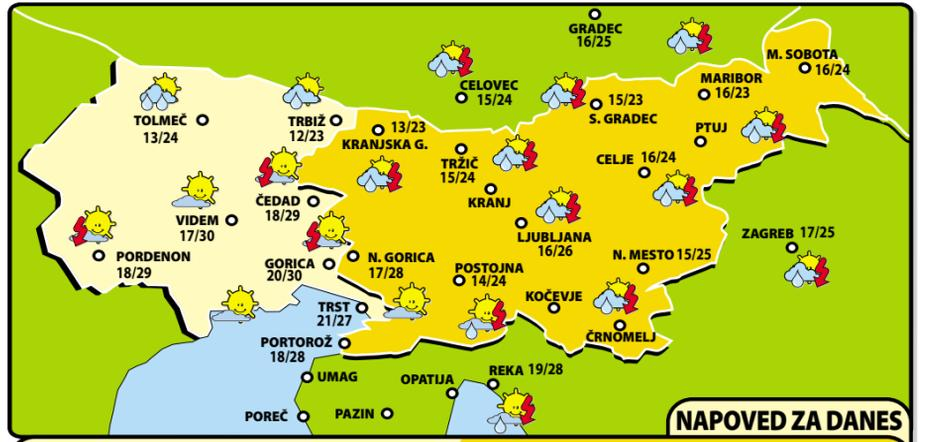 GRADEC
16/25
M. SOBOTA
16/24
CELOVEC
15/24
MARIBOR
16/23
15/23
S. GRADEC
TOLMEČ
13/24
TRBIŽ
12/23
13/23
KRANJSKA G.
PTUJ
TRŽIČ
15/24
CELJE 16/24
KRANJ
ČEDAD
18/29
VIDEM
17/30
LJUBLJANA
16/26
ZAGREB 17/25
PORDENON
18/29
GORICA
20/30
N. GORICA
17/28
POSTOJNA
14/24
N. MESTO 15/25
KOČEVJE
TRST
21/27
ČRNOMELJ
PORTOROŽ
18/28
UMAG
OPATIJA
REKA 19/28
POREČ
PAZIN
NAPOVED ZA DANES